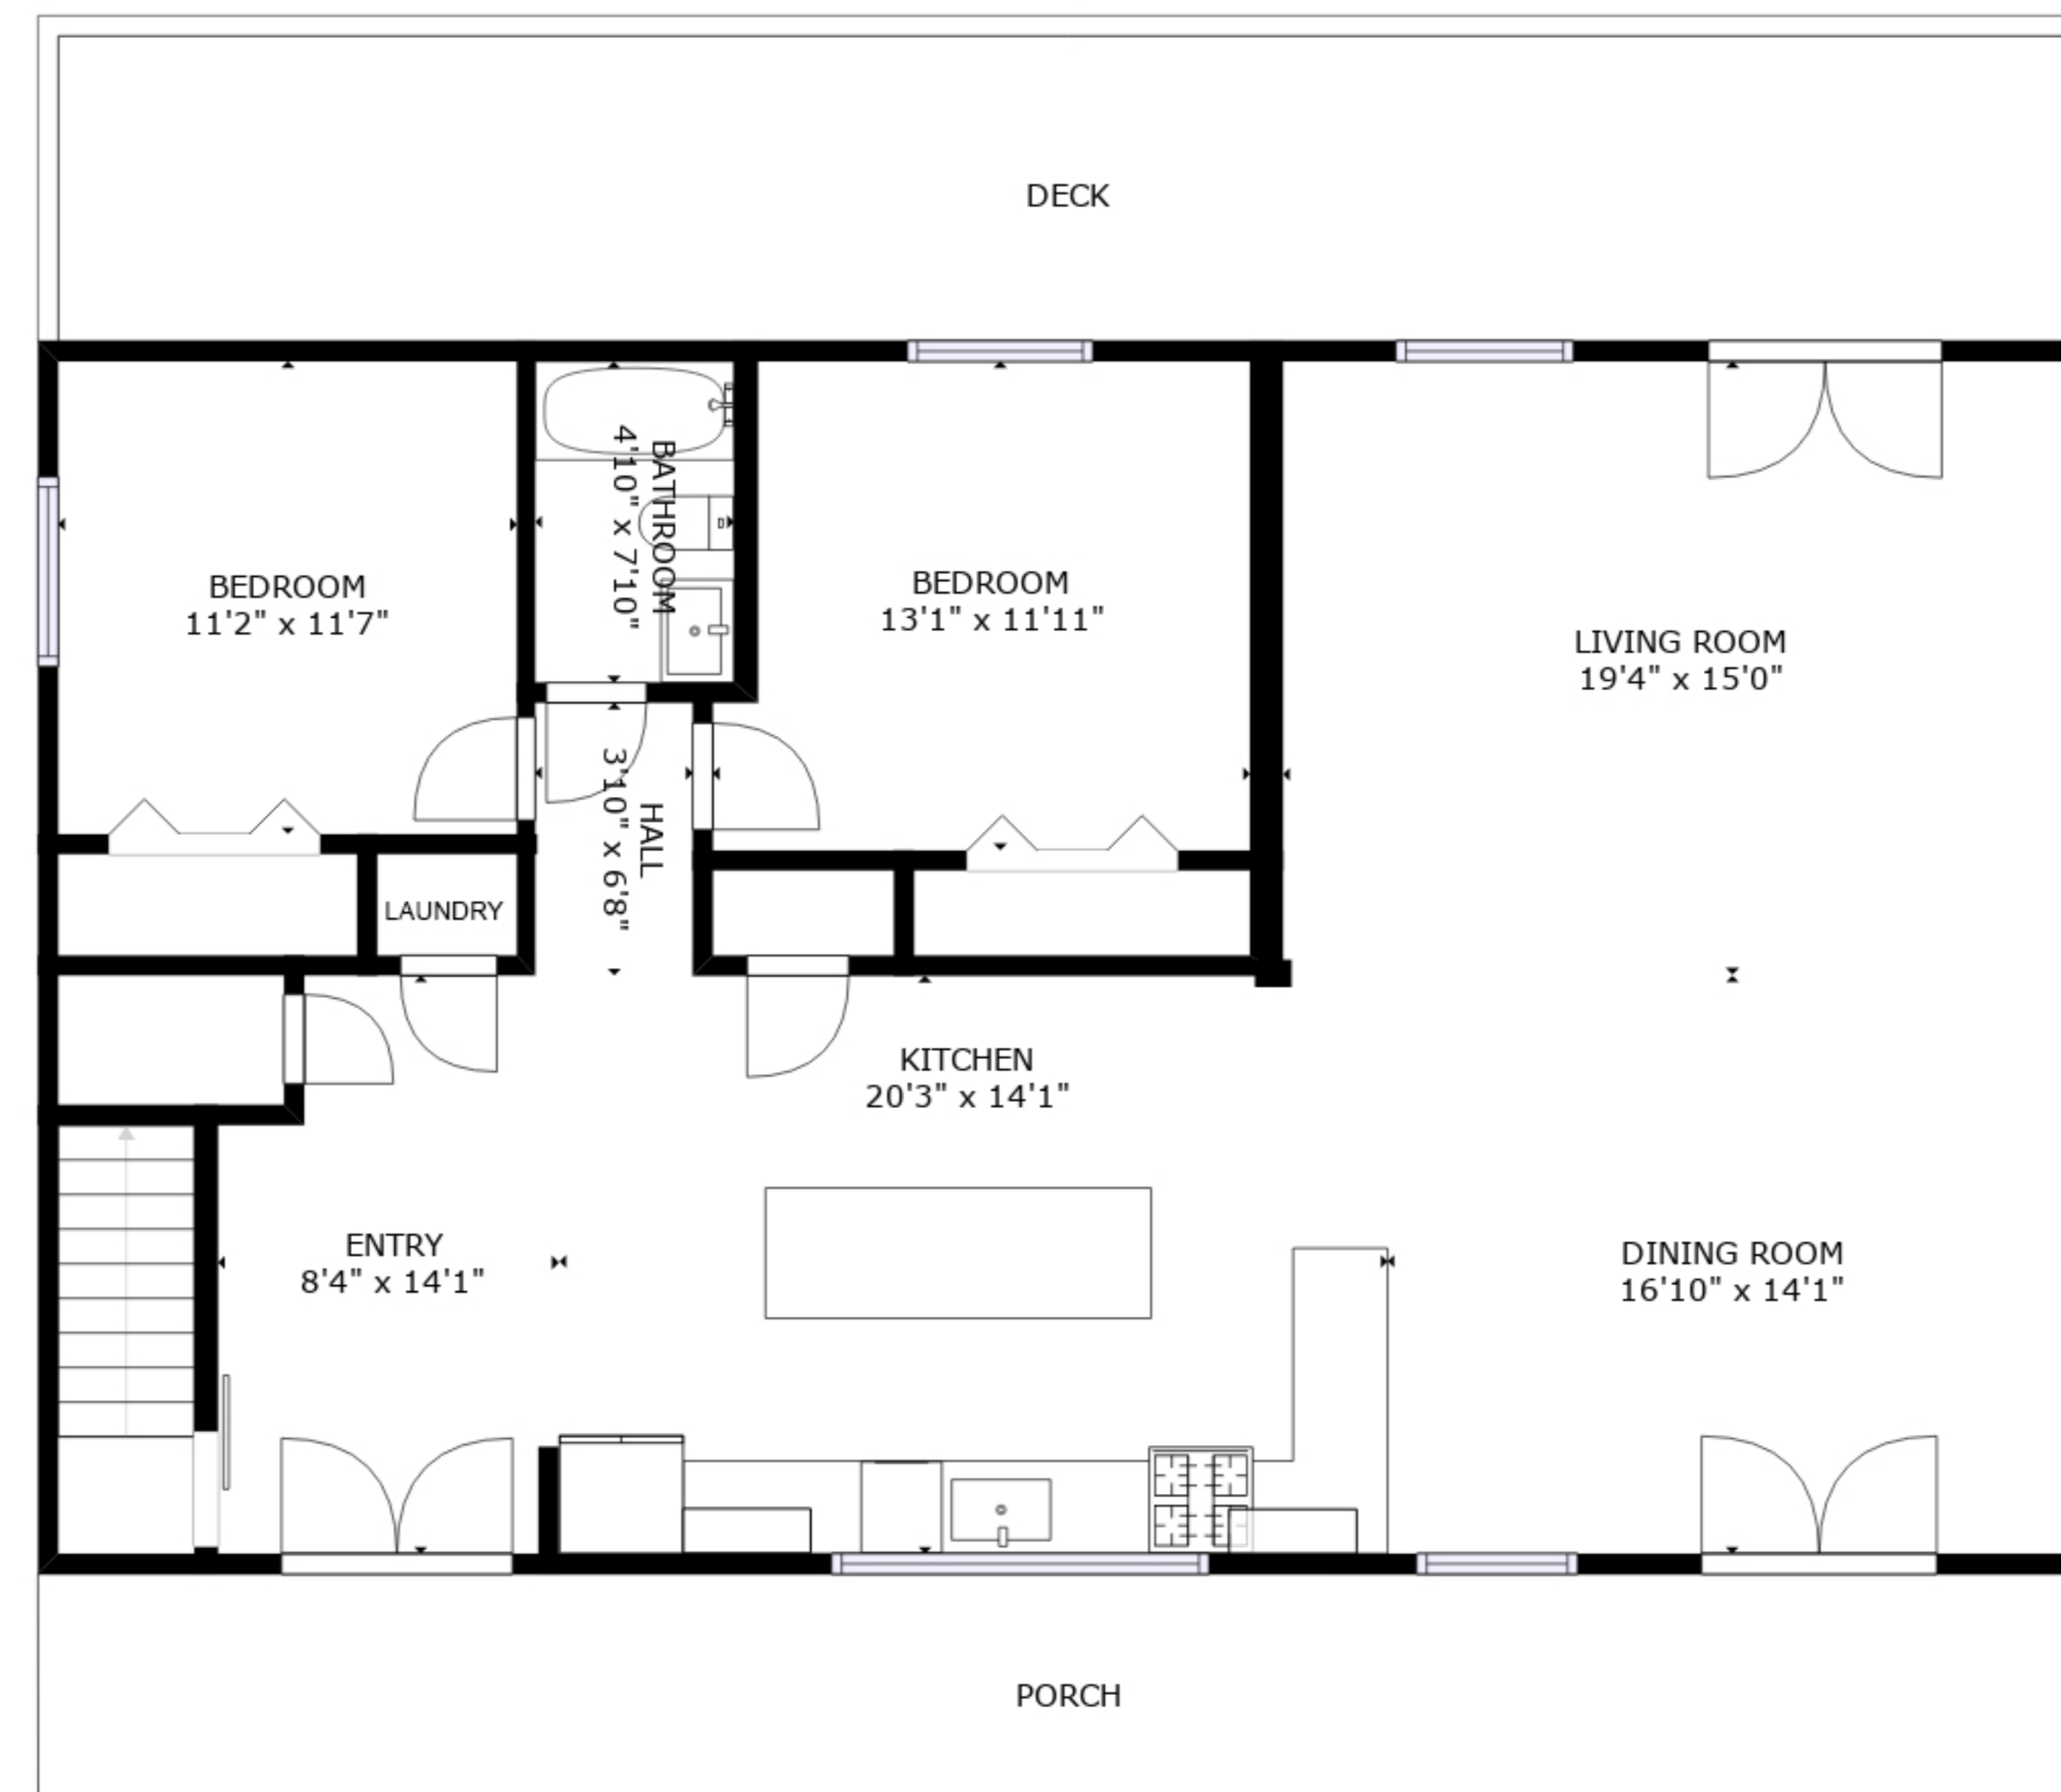 DECK
BEDROOM
11'2" x 11'7"
BATHROOM
4'10" x 7'10"
BEDROOM
13'1" x 11'11"
LIVING ROOM
19'4" x 15'0"
HALL
3'10" x 6'8"
LAUNDRY
KITCHEN
20'3" x 14'1"
ENTRY
8'4" x 14'1"
DINING ROOM
16'10" x 14'1"
PORCH